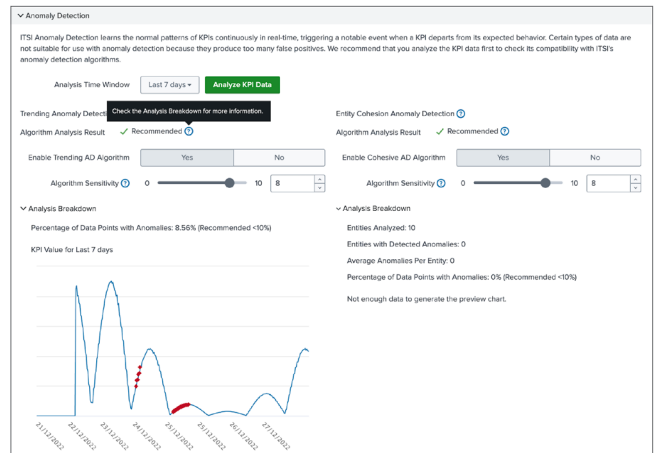 Anomaly Detection
ITSI Anomaly Detection learns the normal patterns of KPIs continuously in real-time, triggering a notable event when a KPI departs from its expected behavior. Certain types of data are
not suitable for use with anomaly detection because they produce too many false positives. We recommend that you analyze the KPI data first to check its compatibility with ITSI's
anomaly detection algorithms.
Analysis Time Window Last 7 days Analyze KPI Data
Check the Analysis Breakdown for more information.
Trending Anomaly Detecti
Algorithm Analysis Result Recommended ?
Enable Trending AD Algorithm Yes No
Algorithm Sensitivity ? 0 10 8
Analysis Breakdown
Percentage of Data Points with Anomalies: 8.56% (Recommended <10%)
KPI Value for Last 7 days
21/12/2022
22/12/2022
23/12/2022
24/12/2022
25/12/2022
25/12/2022
26/12/2022
27/12/2022
Entity Cohesion Anomaly Detection ?
Algorithm Analysis Result Recommended ?
Enable Cohesive AD Algorithm Yes No
Algorithm Sensitivity ? 0 10 8
Analysis Breakdown
Entities Analyzed: 10
Entities with Detected Anomalies: 0
Average Anomalies Per Entity: 0
Percentage of Data Points with Anomalies: 0% (Recommended <10%)
Not enough data to generate the preview chart.